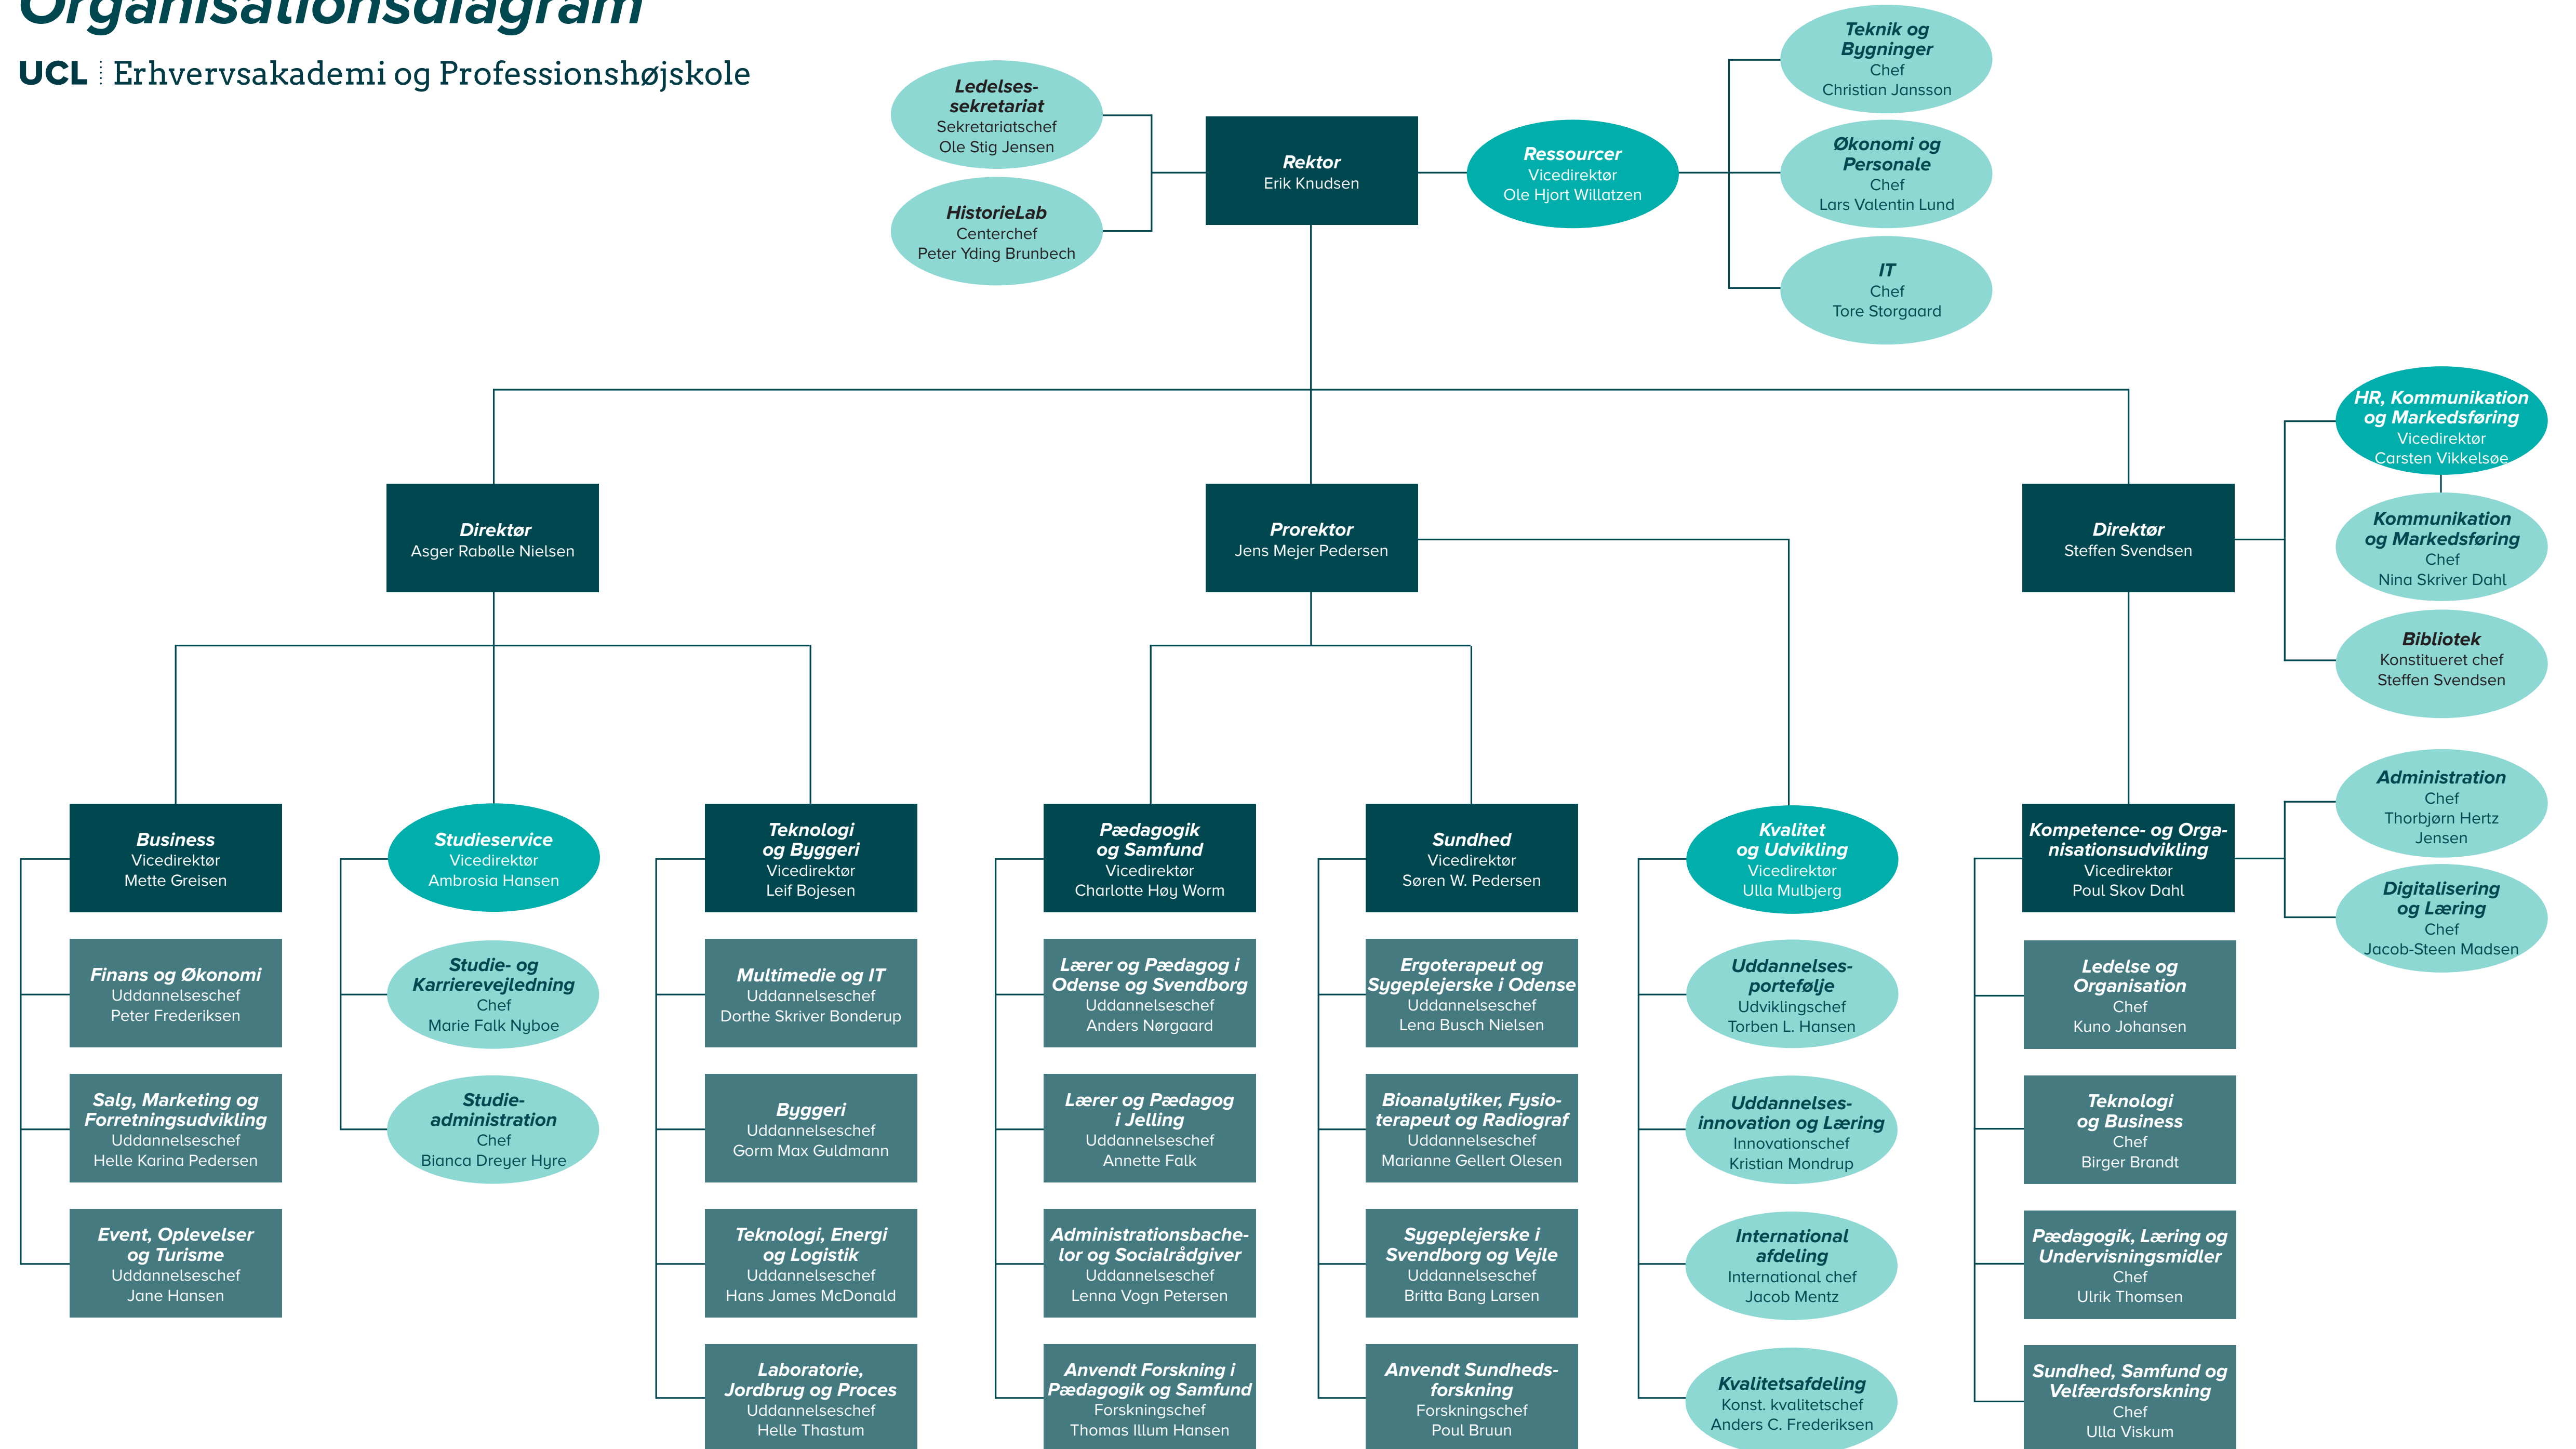 Organisationsdiagram
UCL Erhvervsakademi og Professionshøjskole
Ledelses-
sekretariat
Sekretariatschef
Ole Stig Jensen
HistorieLab
Centerchef
Peter Yding Brunbech
Rektor
Erik Knudsen
Ressourcer
Vicedirektør
Ole Hjort Willatzen
Teknik og
Bygninger
Chef
Christian Jansson
Økonomi og
Personale
Chef
Lars Valentin Lund
IT
Chef
Tore Storgaard
Direktør
Asger Rabølle Nielsen
Prorektor
Jens Mejer Pedersen
Direktør
Steffen Svendsen
HR, Kommunikation
og Markedsføring
Vicedirektør
Carsten Vikkelsøe
Kommunikation
og Markedsføring
Chef
Nina Skriver Dahl
Bibliotek
Konstitueret chef
Steffen Svendsen
Business
Vicedirektør
Mette Greisen
Finans og Økonomi
Uddannelseschef
Peter Frederiksen
Salg, Marketing og
Forretningsudvikling
Uddannelseschef
Helle Karina Pedersen
Event, Oplevelser
og Turisme
Uddannelseschef
Jane Hansen
Studieservice
Vicedirektør
Ambrosia Hansen
Studie- og
Karrierevejledning
Chef
Marie Falk Nyboe
Studie-
administration
Chef
Bianca Dreyer Hyre
Teknologi
og Byggeri
Vicedirektør
Leif Bojesen
Multimedie og IT
Uddannelseschef
Dorthe Skriver Bonderup
Byggeri
Uddannelseschef
Gorm Max Guldmann
Teknologi, Energi
og Logistik
Uddannelseschef
Hans James McDonald
Laboratorie,
Jordbrug og Proces
Uddannelseschef
Helle Thastum
Pædagogik
og Samfund
Vicedirektør
Charlotte Høy Worm
Lærer og Pædagog i
Odense og Svendborg
Uddannelseschef
Anders Nørgaard
Lærer og Pædagog
i Jelling
Uddannelseschef
Annette Falk
Administrationsbache-
lor og Socialrådgiver
Uddannelseschef
Lenna Vogn Petersen
Anvendt Forskning i
Pædagogik og Samfund
Forskningschef
Thomas Illum Hansen
Sundhed
Vicedirektør
Søren W. Pedersen
Ergoterapeut og
Sygeplejerske i Odense
Uddannelseschef
Lena Busch Nielsen
Bioanalytiker, Fysio-
terapeut og Radiograf
Uddannelseschef
Marianne Gellert Olesen
Sygeplejerske i
Svendborg og Vejle
Uddannelseschef
Britta Bang Larsen
Anvendt Sundheds-
forskning
Forskningschef
Poul Bruun
Kvalitet
og Udvikling
Vicedirektør
Ulla Mulbjerg
Uddannelses-
portefølje
Udviklingschef
Torben L. Hansen
Uddannelses-
innovation og Læring
Innovationschef
Kristian Mondrup
International
afdeling
International chef
Jacob Mentz
Kvalitetsafdeling
Konst. kvalitetschef
Anders C. Frederiksen
Kompetence- og Orga-
nisationsudvikling
Vicedirektør
Poul Skov Dahl
Administration
Chef
Thorbjørn Hertz
Jensen
Digitalisering
og Læring
Chef
Jacob-Steen Madsen
Ledelse og
Organisation
Chef
Kuno Johansen
Teknologi
og Business
Chef
Birger Brandt
Pædagogik, Læring og
Undervisningsmidler
Chef
Ulrik Thomsen
Sundhed, Samfund og
Velfærdsforskning
Chef
Ulla Viskum